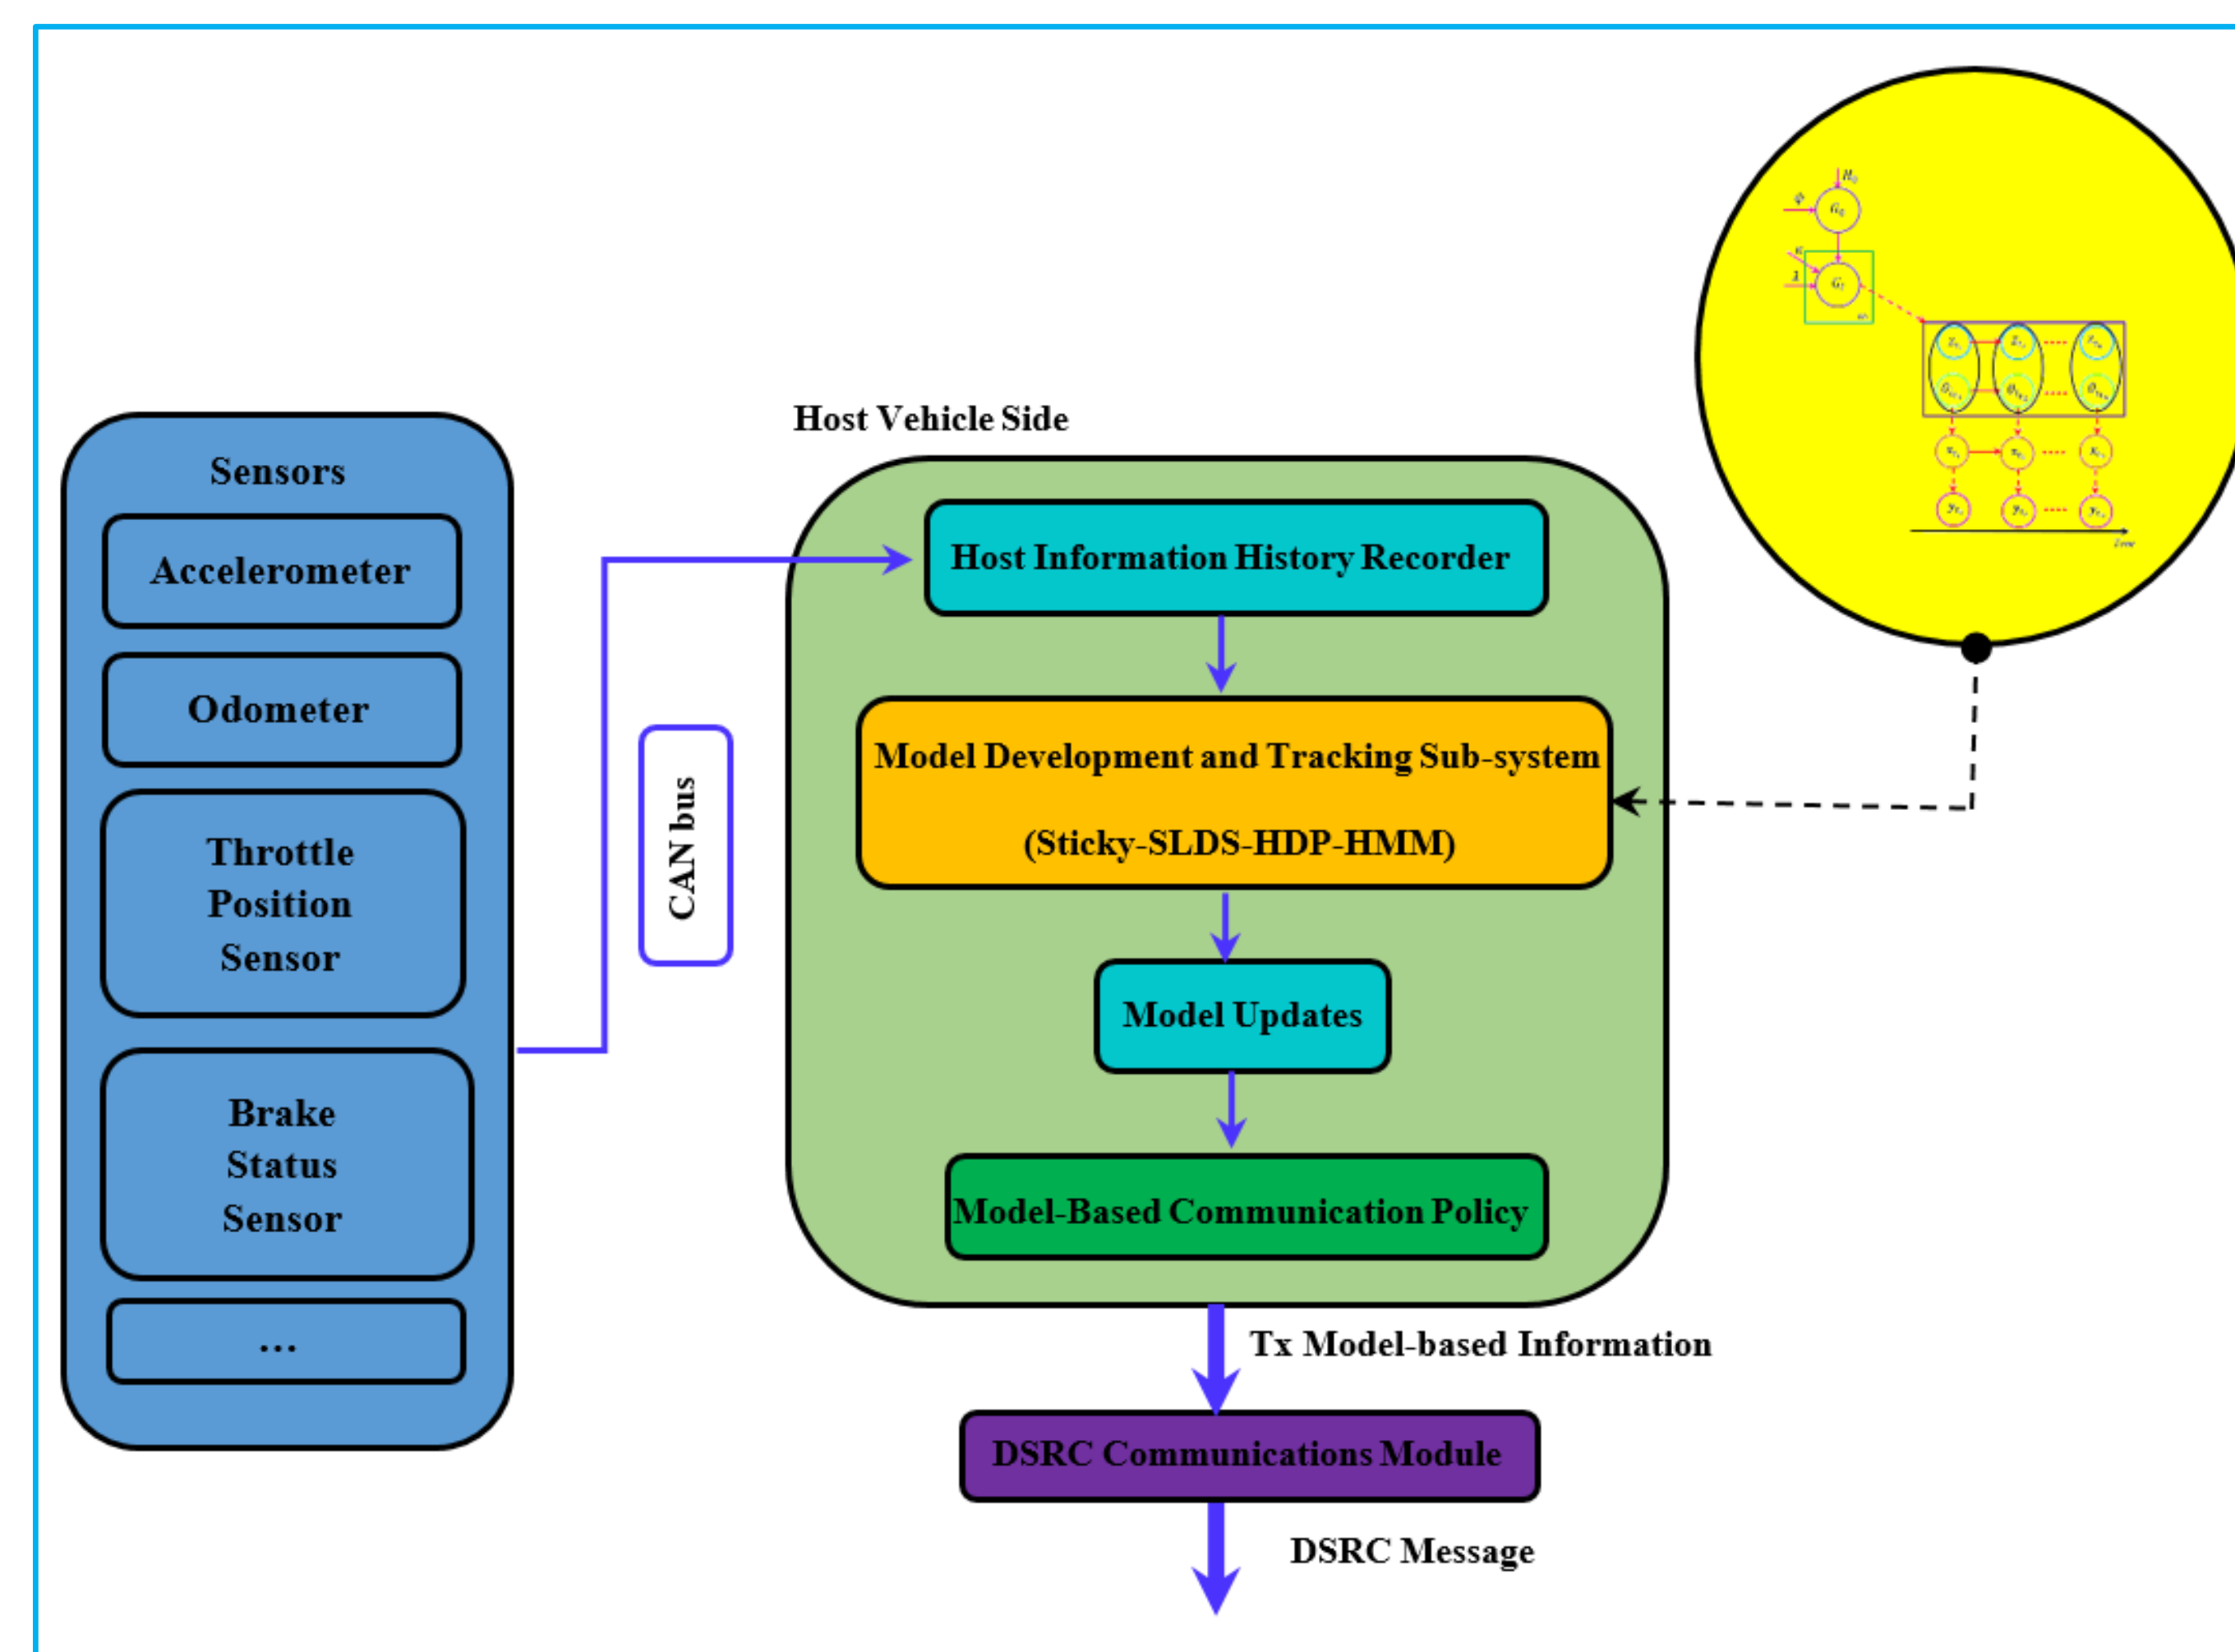 Sensors
Accelerometer
Odometer
Throttle
Position
Sensor
Brake
Status
Sensor
...
CAN bus
Host Vehicle Side
Host Information History Recorder
Model Development and Tracking Sub-system
(Sticky-SLDS-HDP-HMM)
Model Updates
Model-Based Communication Policy
Tx Model-based Information
DSRC Communications Module
DSRC Message